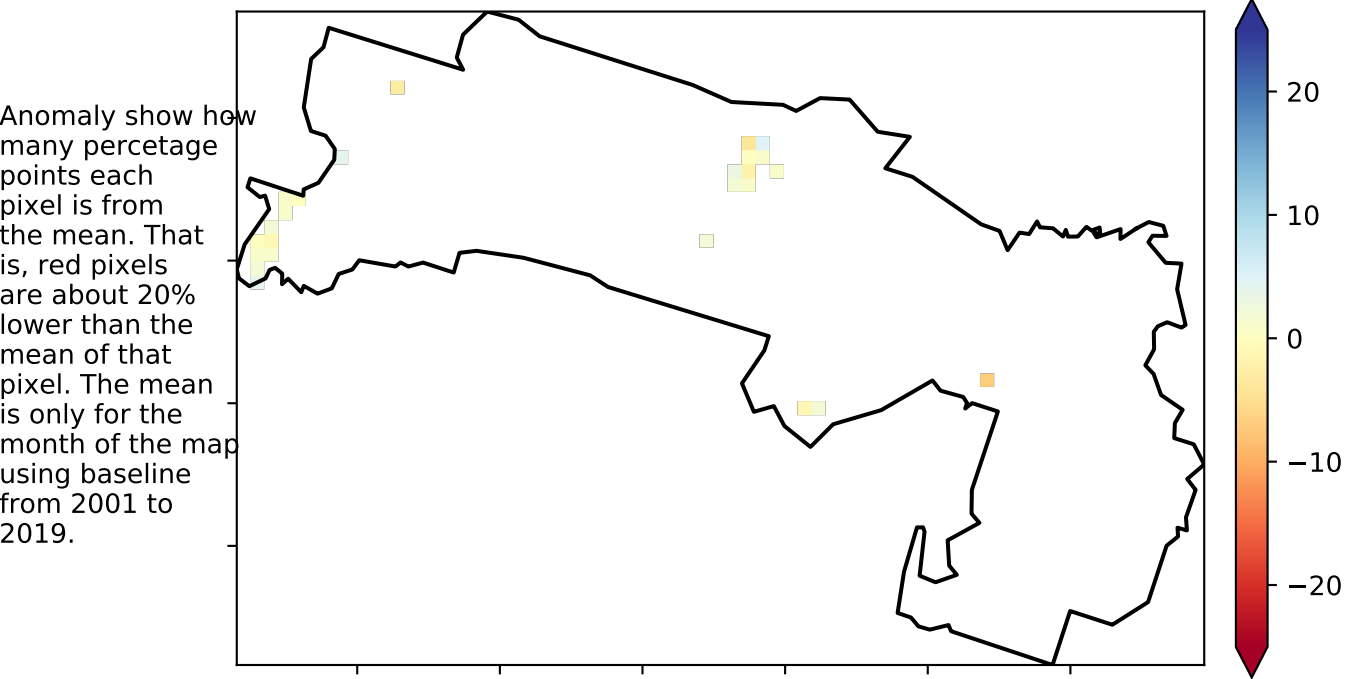 Anomaly show how
many percetage
points each
pixel is from
the mean. That
is, red pixels
are about 20%
lower than the
mean of that
pixel. The mean
is only for the
month of the map
using baseline
from 2001 to
2019.
20
10
0
−10
−20